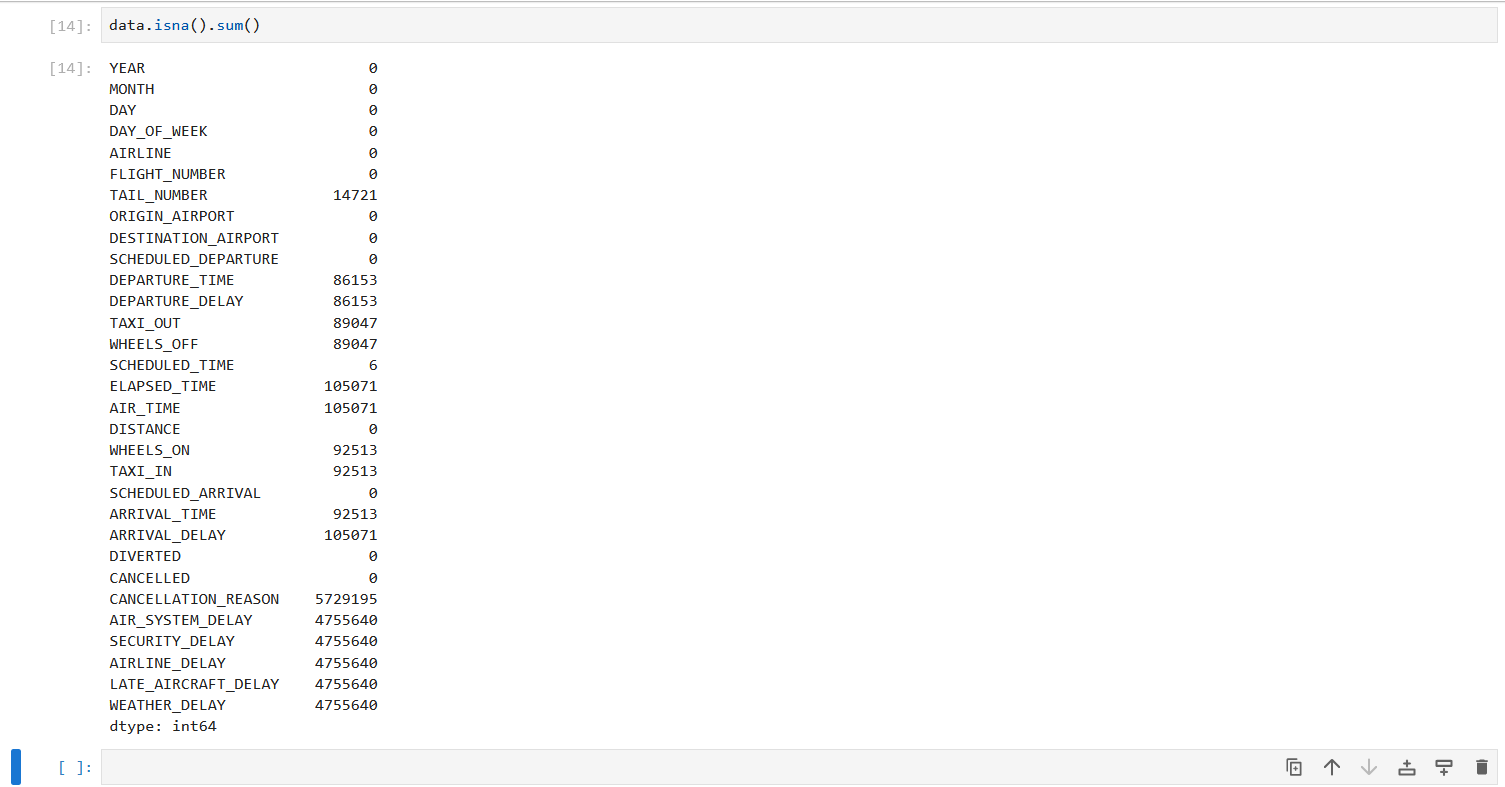 [14]: data.isna().sum()
[14]: YEAR 0
MONTH 0
DAY 0
DAY_OF_WEEK 0
AIRLINE 0
FLIGHT_NUMBER 0
TAIL_NUMBER 14721
ORIGIN_AIRPORT 0
DESTINATION_AIRPORT 0
SCHEDULED_DEPARTURE 0
DEPARTURE_TIME 86153
DEPARTURE_DELAY 86153
TAXI_OUT 89047
WHEELS_OFF 89047
SCHEDULED_TIME 6
ELAPSED_TIME 105071
AIR_TIME 105071
DISTANCE 0
WHEELS_ON 92513
TAXI_IN 92513
SCHEDULED_ARRIVAL 0
ARRIVAL_TIME 92513
ARRIVAL_DELAY 105071
DIVERTED 0
CANCELLED 0
CANCELLATION_REASON 5729195
AIR_SYSTEM_DELAY 4755640
SECURITY_DELAY 4755640
AIRLINE_DELAY 4755640
LATE_AIRCRAFT_DELAY 4755640
WEATHER_DELAY 4755640
dtype: int64
[ ]: